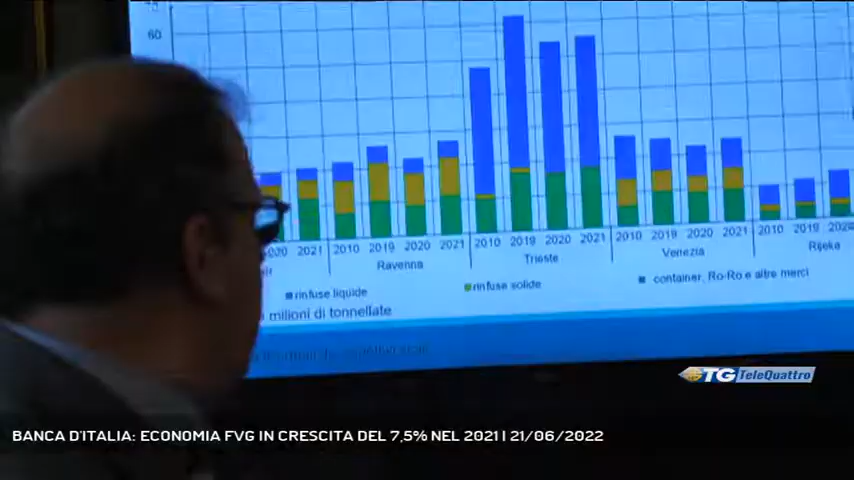 60
2021 2010 2019 2020 2021 2010 2019 2020 2021 2010 2019 2020 2021 2010 2019
Ravenna Trieste Venezia Rijeka
rinfuse liquide rinfuse solide container, Ro-Ro e altre merci
milioni di tonnellate
TG TeleQuattro
BANCA D'ITALIA: ECONOMIA FVG IN CRESCITA DEL 7,5% NEL 2021 | 21/06/2022